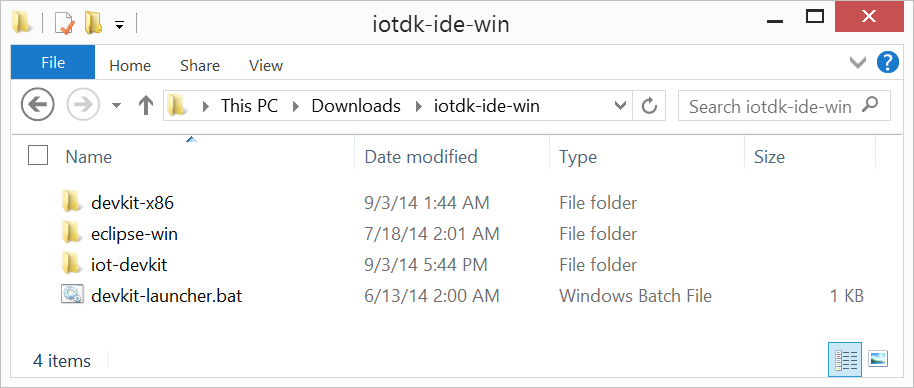 iotdk-ide-win
File Home Share View
This PC Downloads iotdk-ide-win Search iotdk-ide-win
Name Date modified Type Size
devkit-x86 9/3/14 1:44 AM File folder
eclipse-win 7/18/14 2:01 AM File folder
iot-devkit 9/3/14 5:44 PM File folder
devkit-launcher.bat 6/13/14 2:00 AM Windows Batch File 1 KB
4 items